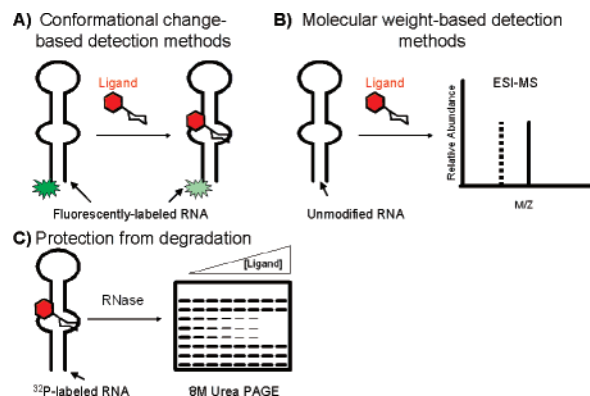 A) Conformational change-
based detection methods
Ligand
Fluorescently-labeled RNA
B) Molecular weight-based detection
methods
Ligand
ESI-MS
Relative Abundance
M/Z
Unmodified RNA
C) Protection from degradation
[Ligand]
RNase
32P-labeled RNA
8M Urea PAGE